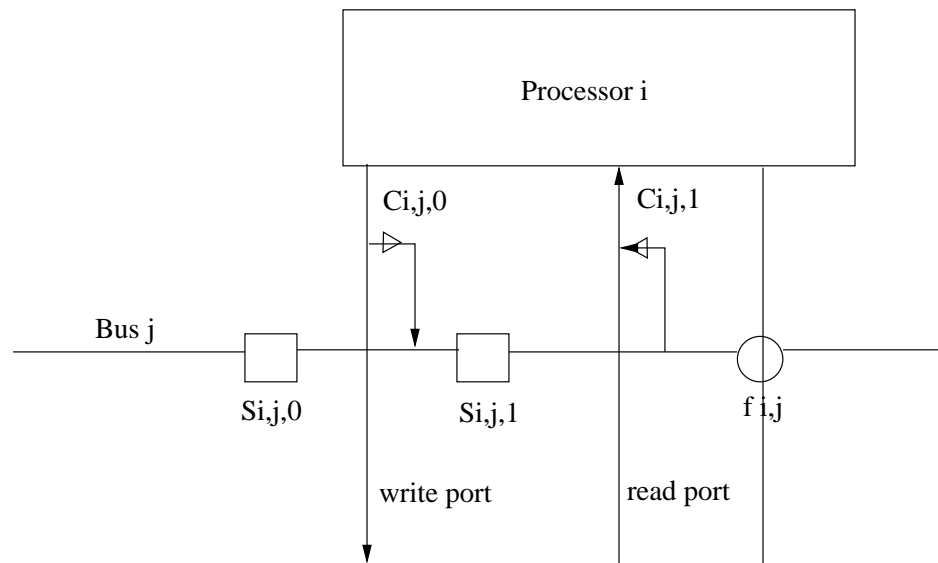 Processor i
Ci,j,0
Ci,j,1
Bus j
Si,j,0
Si,j,1
f i,j
write port
read port